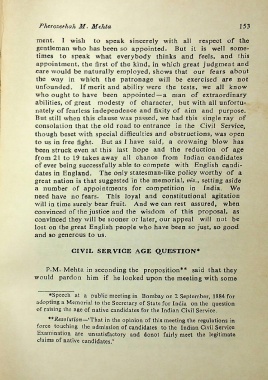 Pherozeshah M. Mehta 153
ment. I wish to speak sincerely with all respect of the
gentleman who has been so appointed. But it is well some-
times to speak what everybody thinks and feels, and this
appointment, the first of the kind, in which great judgment and
care would be naturally employed, shows that our fears about
the way in which the patronage will be exercised are not
unfounded. If merit and ability were the tests, we all know
who ought to have been appointed—a man of extraordinary
abilities, of great modesty of character, but with all unfortu-
nately of fearless independence and fixity of aim and purpose.
But still when this clause was passed, we had this single ray of
consolation that the old road to entrance in the Civil Service,
though beset with special difficulties and obstructions, was open
to us in free fight. But as I have said, a crowning blow has
been struck even at this last hope and the reduction of age
from 21 to 19 taken away all chance from Indian candidates
of ever being successfully able to compete with English candi-
dates in England. The only statesman-like policy worthy of a
great nation is that suggested in the memorial, viz., setting aside
a number of appointments for competition in India. We
need have no fears. This loyal and constitutional agitation
will in time surely bear fruit. And we can rest assured, when
convinced of the justice and the wisdom of this proposal, as
convinced they will be sooner or later, our appeal will not be
lost on the great English people who have been so just, so good
and so generous to us.
CIVIL SERVICE AGE QUESTION*
P.M. Mehta in seconding the proposition** said that they
would pardon him if he looked upon the meeting with some
*Speech at a public meeting in Bombay on 2 September, 1884 for
adopting a Memorial to the Secretary of State for India on the question
of raising the age of native candidates for the Indian Civil Service.
**Resolution—'That in the opinion of this meeting the regulations in
force touching the admission of candidates to the Indian Civil Service
Examination are unsatisfactory and donot fairly meet the legitimate
claims of native candidates.'